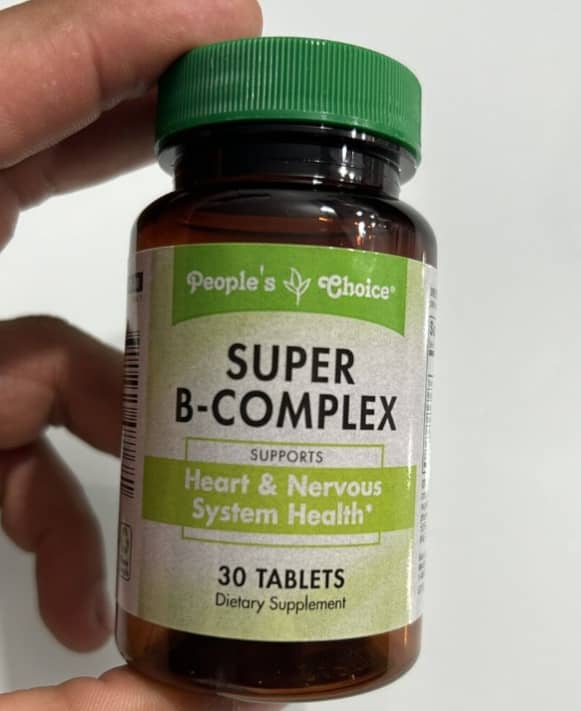 People's Choice®
SUPER
B-COMPLEX
SUPPORTS
Heart & Nervous
System Health*
30 TABLETS
Dietary Supplement